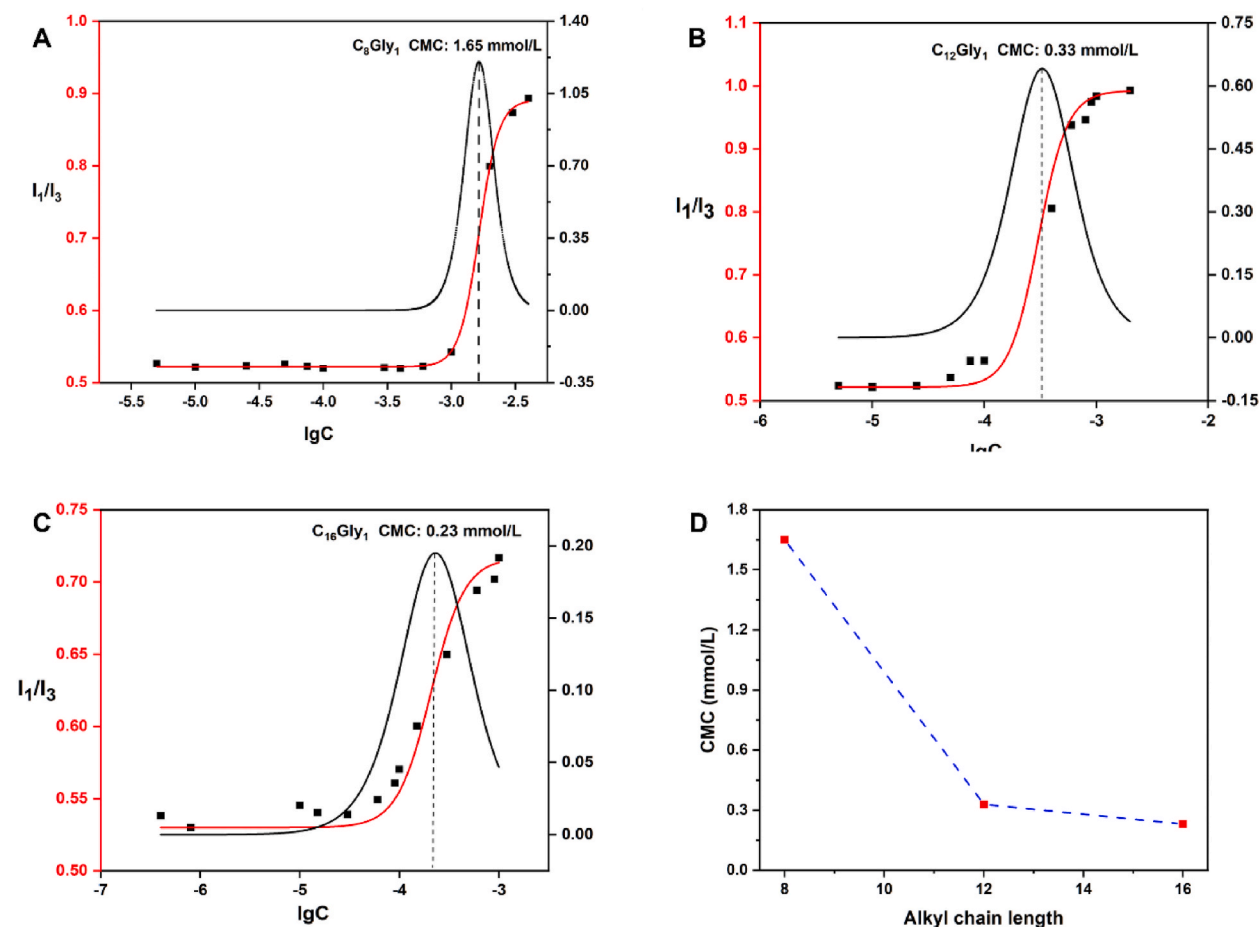 A
C₈Gly₁ CMC: 1.65 mmol/L
1.0
0.9
0.8
0.7
0.6
0.5
I₁/I₃
1.40
1.05
0.70
0.35
0.00
-0.35
-5.5 -5.0 -4.5 -4.0 -3.5 -3.0 -2.5
lgC
B
C₁₂Gly₁ CMC: 0.33 mmol/L
1.1
1.0
0.9
0.8
0.7
0.6
0.5
I₁/I₃
0.75
0.60
0.45
0.30
0.15
0.00
-0.15
-6 -5 -4 -3 -2
lgC
C
C₁₆Gly₁ CMC: 0.23 mmol/L
0.75
0.70
0.65
0.60
0.55
0.50
I₁/I₃
0.20
0.15
0.10
0.05
0.00
-7 -6 -5 -4 -3
lgC
D
1.8
1.5
1.2
0.9
0.6
0.3
0.0
CMC (mmol/L)
8 10 12 14 16
Alkyl chain length